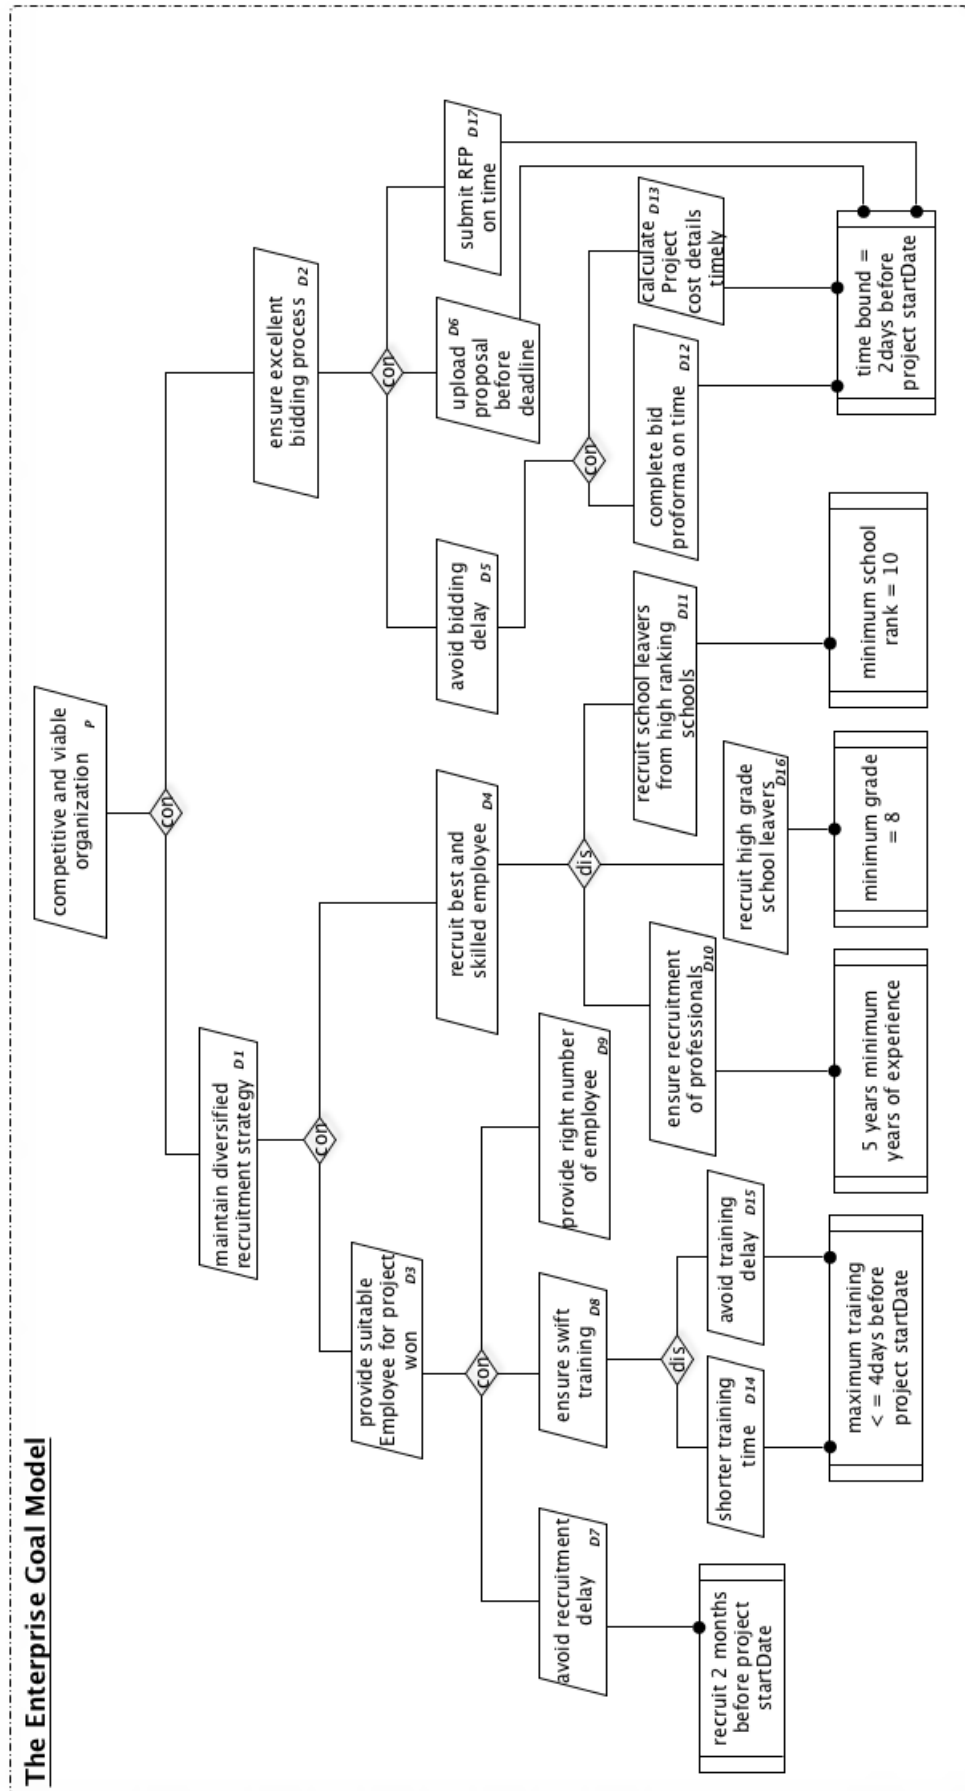 The Enterprise Goal Model
competitive and viable
organization
P
con
maintain diversified
recruitment strategy
D1
ensure excellent
bidding process
D2
con
con
provide suitable
Employee for project
won
D3
recruit best and
skilled employee
D4
avoid bidding
delay
D5
upload
proposal
before
deadline
D6
submit RFP
on time
D17
con
dis
con
avoid recruitment
delay
D7
ensure swift
training
D8
provide right number
of employee
D9
ensure recruitment
of professionals
D10
recruit high grade
school leavers
D16
recruit school leavers
from high ranking
schools
D11
complete bid
proforma on time
D12
calculate
Project
cost details
timely
D13
dis
shorter training
time
D14
avoid training
delay
D15
recruit 2 months
before project
startDate
maximum training
< = 4days before
project startDate
5 years minimum
years of experience
minimum grade
= 8
minimum school
rank = 10
time bound =
2days before
project startDate